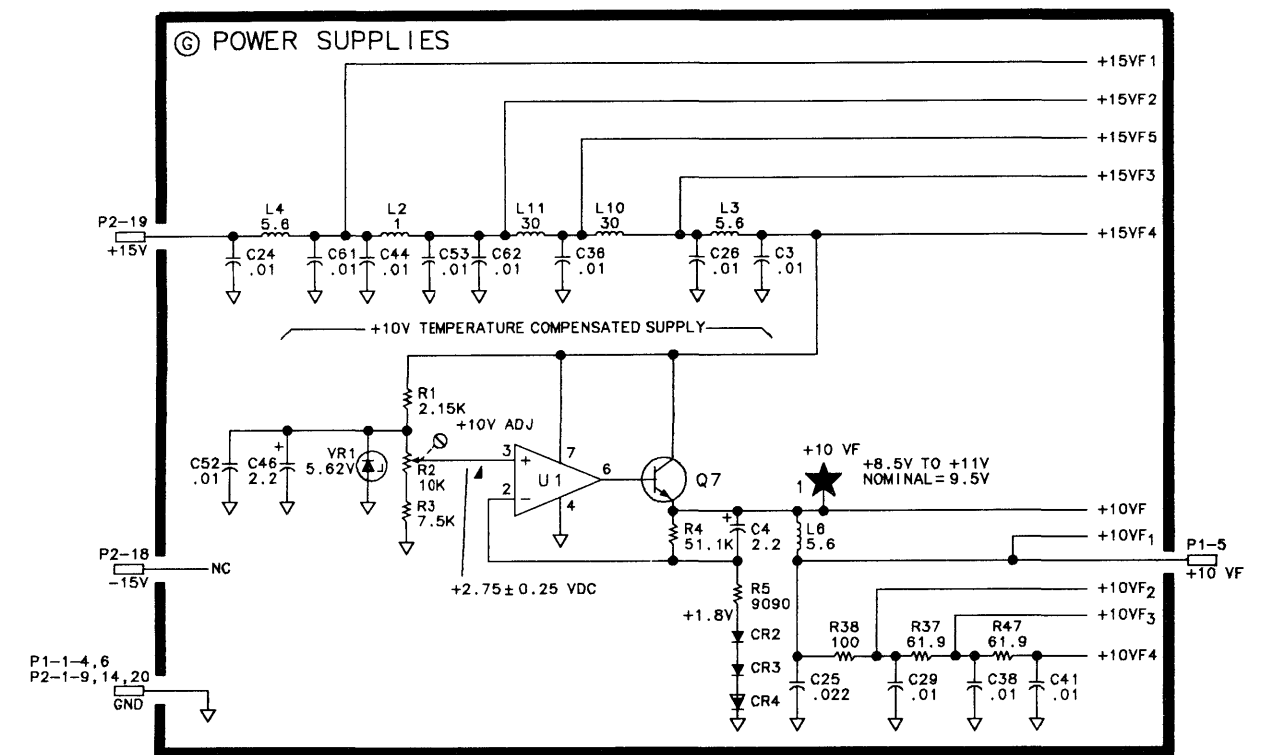 G POWER SUPPLIES
+15VF1
+15VF2
+15VF5
+15VF3
P2-19
+15V
L4
5.6
L2
1
L11
30
L10
30
L3
5.6
+15VF4
C24
.01
C61
.01
C44
.01
C53
.01
C62
.01
C36
.01
C26
.01
C3
.01
+10V TEMPERATURE COMPENSATED SUPPLY
R1
2.15K
+10V ADJ
C52
.01
+
C46
2.2
VR1
5.62V
R2
10K
R3
7.5K
3
+
2
-
U1
7
6
4
Q7
+10 VF
+8.5V TO +11V
NOMINAL=9.5V
1
R4
51.1K
+
C4
2.2
L6
5.6
+10VF
+10VF1
P1-5
+10 VF
P2-18
-15V
NC
+2.75±0.25 VDC
R5
9090
+1.8V
CR2
CR3
CR4
+10VF2
+10VF3
R38
100
R37
61.9
R47
61.9
+10VF4
C25
.022
C29
.01
C38
.01
C41
.01
P1-1-4,6
P2-1-9,14,20
GND